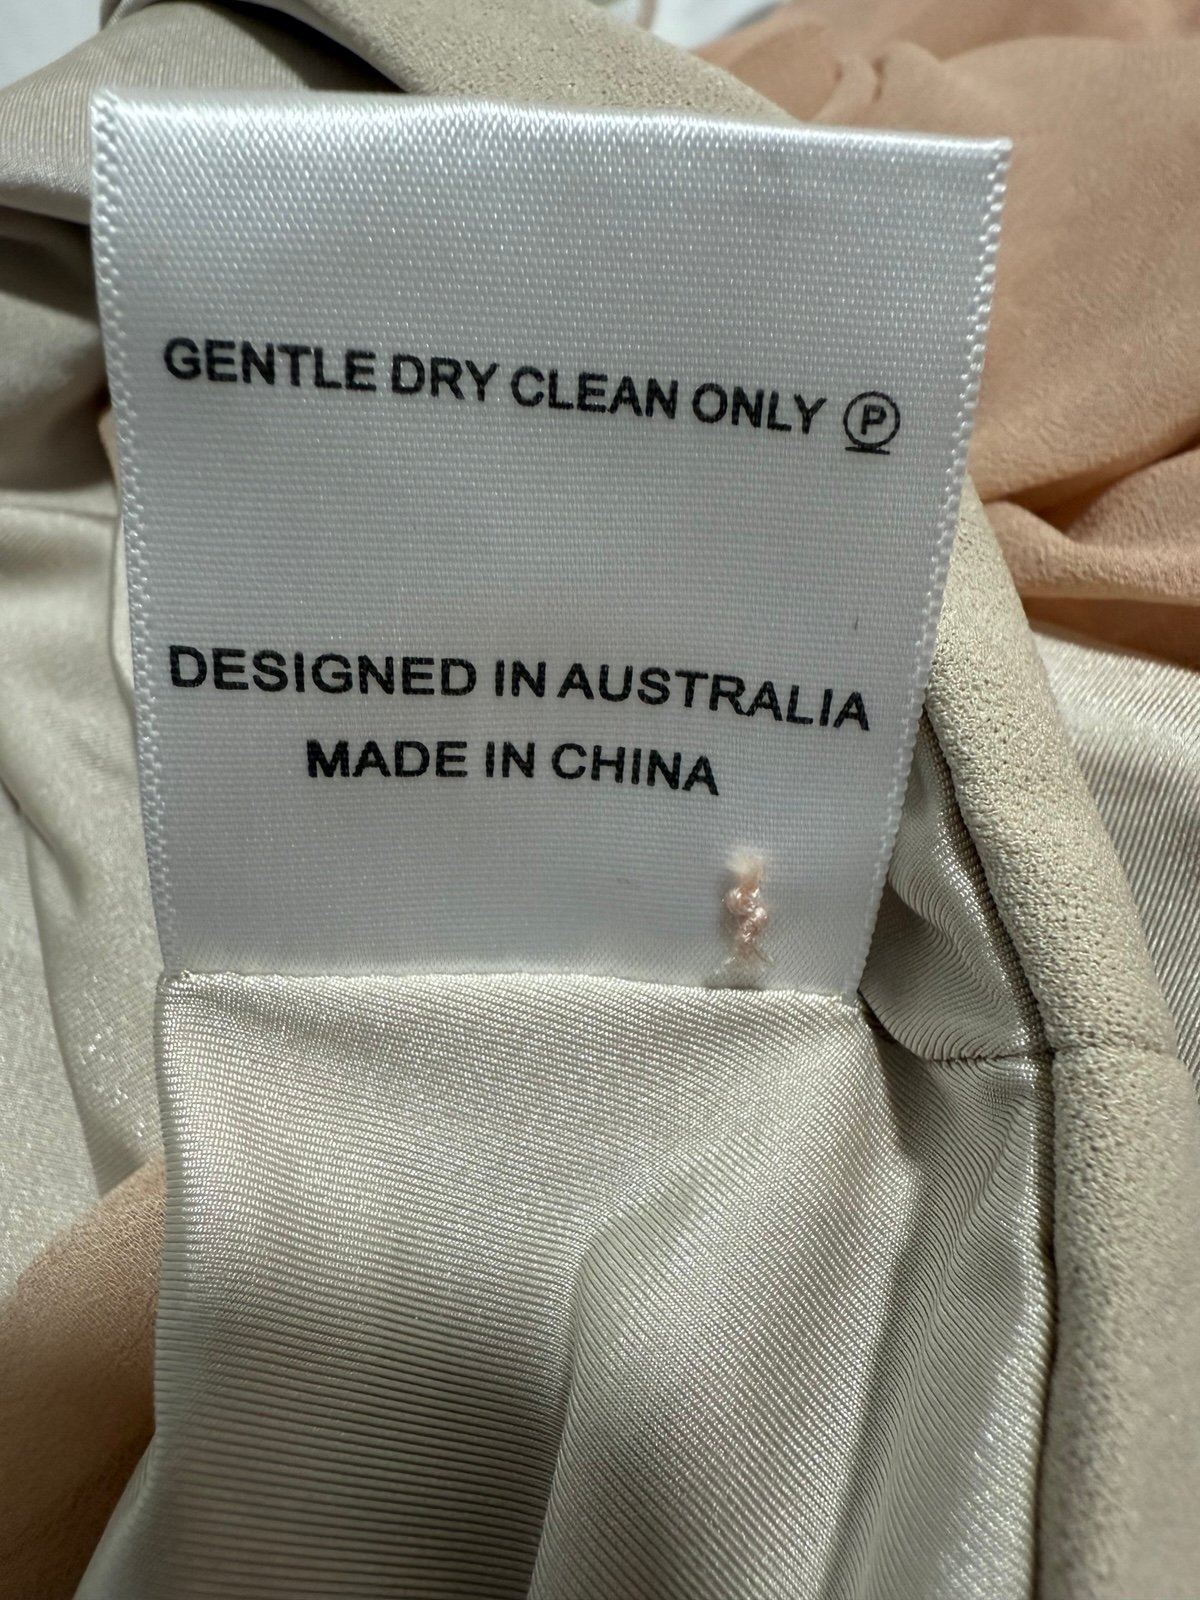 GENTLE DRY CLEAN ONLY P
DESIGNED IN AUSTRALIA
MADE IN CHINA